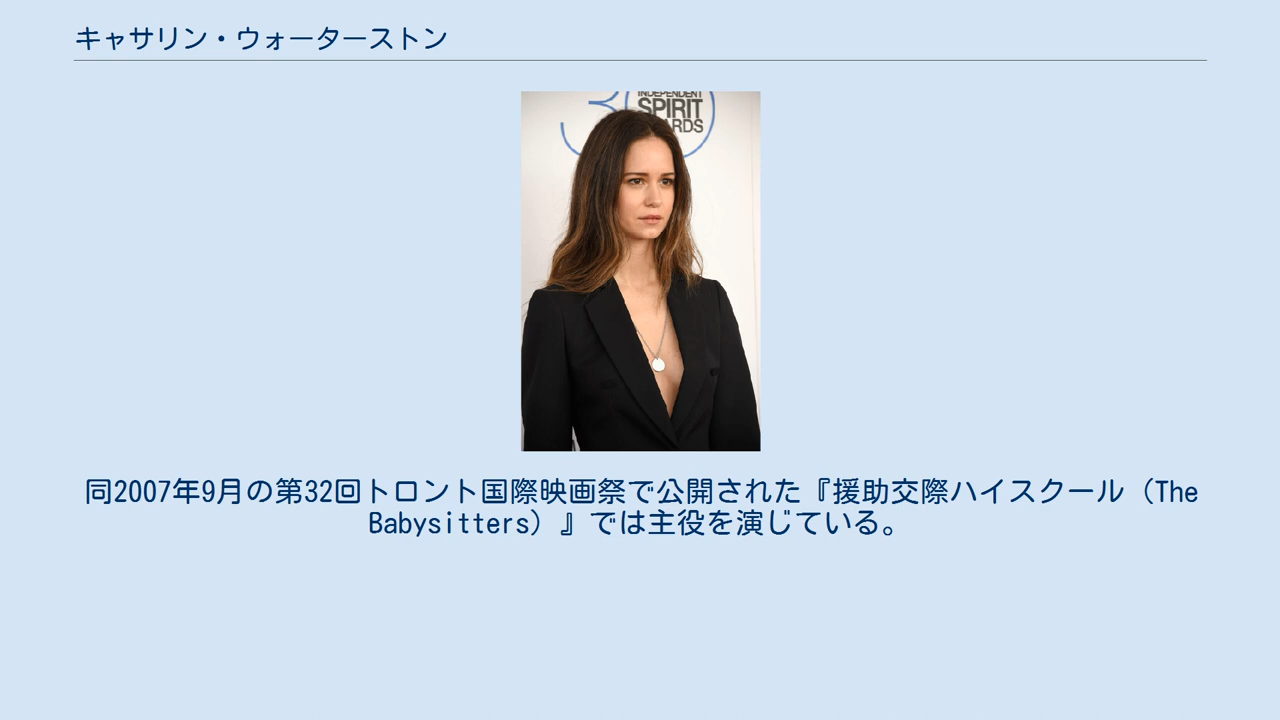 キャサリン・ウォーターストン
INDEPENDENT
SPIRIT
同2007年9月の第32回トロント国際映画祭で公開された『援助交際ハイスクール（The
Babysitters）』では主役を演じている。